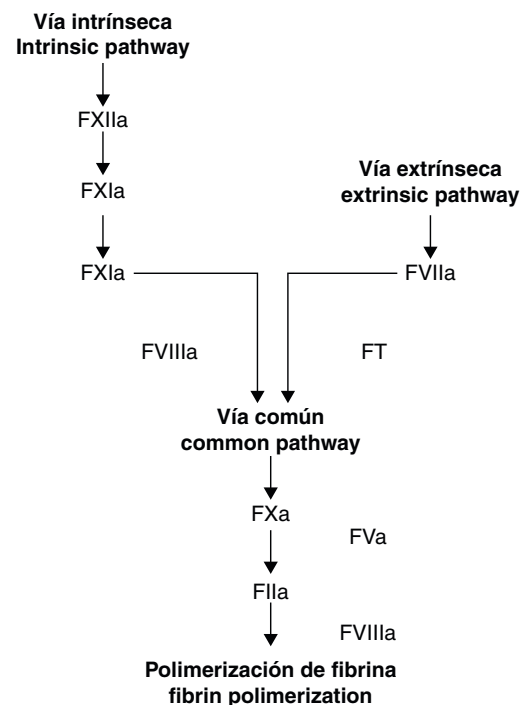 Vía intrínseca
Intrinsic pathway
FXIIa
Vía extrínseca
extrinsic pathway
FXIa
FXIa
FVIIa
FVIIIa
FT
Vía común
common pathway
FXa
FVa
FIIa
FVIIIa
Polimerización de fibrina
fibrin polimerization